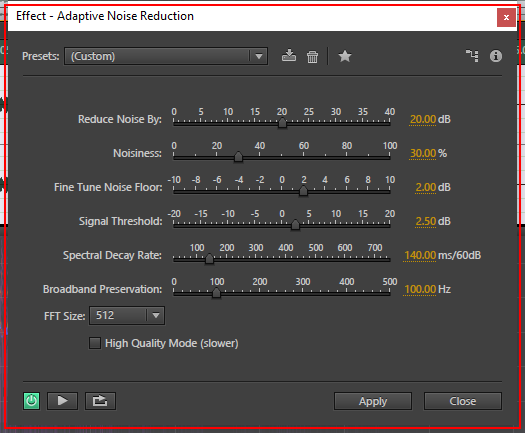 Effect - Adaptive Noise Reduction x
Presets: (Custom)
0 5 10 15 20 25 30 35 40
Reduce Noise By: 20.00 dB
0 20 40 60 80 100
Noisiness: 30.00 %
-10 -8 -6 -4 -2 0 2 4 6 8 10
Fine Tune Noise Floor: 2.00 dB
-20 -15 -10 -5 0 5 10 15 20
Signal Threshold: 2.50 dB
100 200 300 400 500 600 700
Spectral Decay Rate: 140.00 ms/60dB
0 100 200 300 400 500
Broadband Preservation: 100.00 Hz
FFT Size: 512
High Quality Mode (slower)
Apply Close